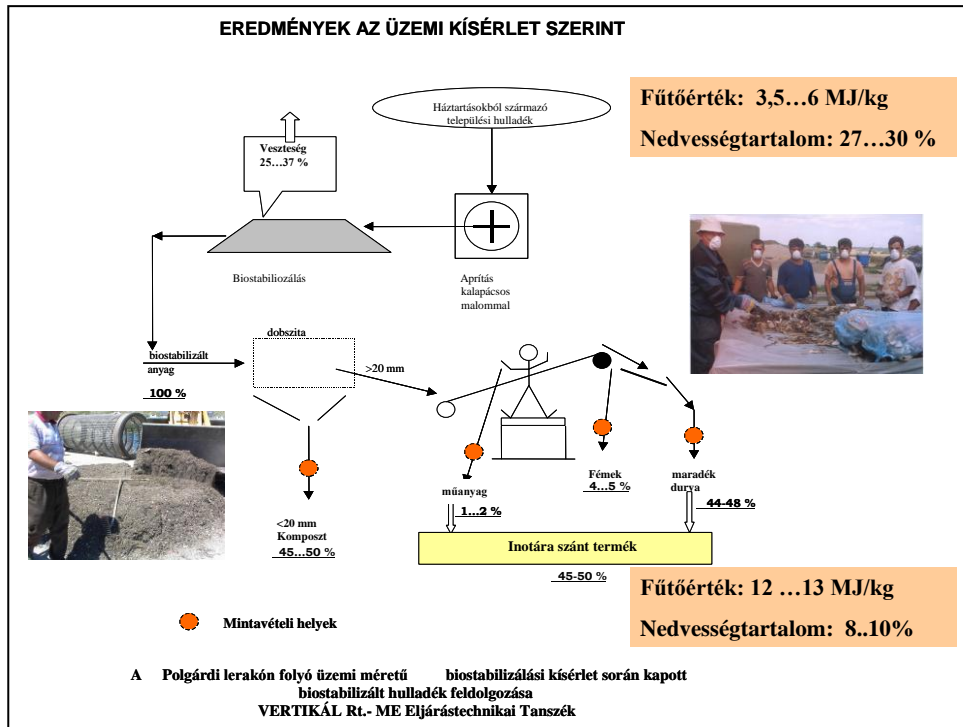 EREDMÉNYEK AZ ÜZEMI KÍSÉRLET SZERINT
Háztartásokból származó
települési hulladék
Fűtőérték: 3,5…6 MJ/kg
Nedvességtartalom: 27…30 %
Veszteség
25…37 %
Biostabiliozálás
Aprítás
kalapácsos
malommal
dobszita
biostabilizált
anyag
100 %
>20 mm
<20 mm
Komposzt
45…50 %
műanyag
1…2 %
Fémek
4…5 %
maradék
durva
44-48 %
Inotára szánt termék
45-50 %
Fűtőérték: 12 …13 MJ/kg
Nedvességtartalom: 8..10%
Mintavételi helyek
A Polgárdi lerakón folyó üzemi méretű biostabilizálási kísérlet során kapott
biostabilizált hulladék feldolgozása
VERTIKÁL Rt.- ME Eljárástechnikai Tanszék